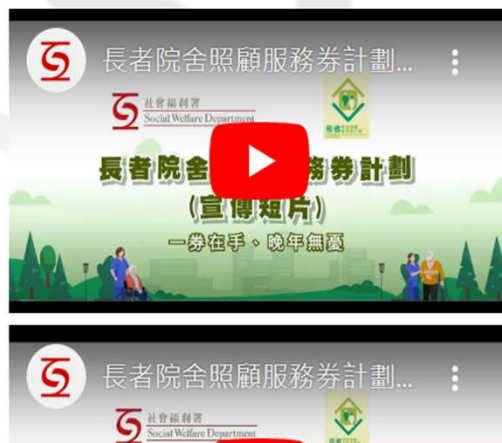 長者院舍照顧服務券計劃...
社會福利署
Social Welfare Department
長者院舍 務券計劃
(宣傳短片)
一券在手、晚年無憂
長者院舍照顧服務券計劃...
社會福利署
Social Welfare Department